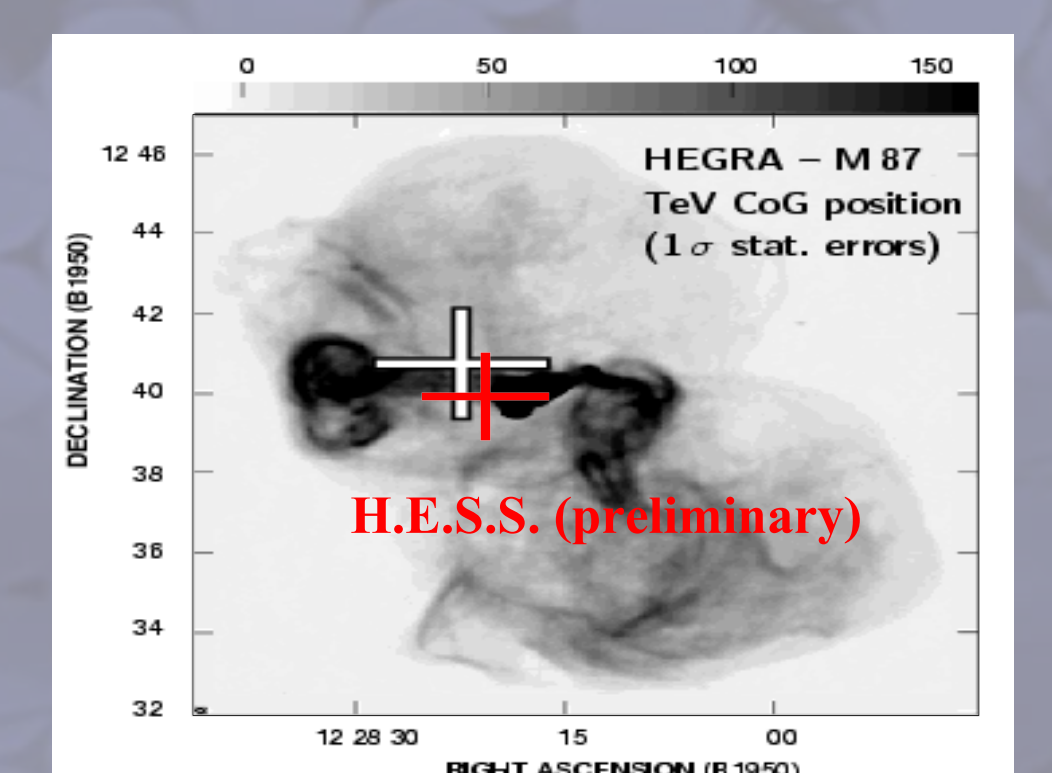 0 50 100 150
HEGRA – M 87
TeV CoG position
(1 σ stat. errors)
12 46
44
42
40
38
36
34
32
DECLINATION (B1950)
H.E.S.S. (preliminary)
12 28 30 15 00
RIGHT ASCENSION (B1950)